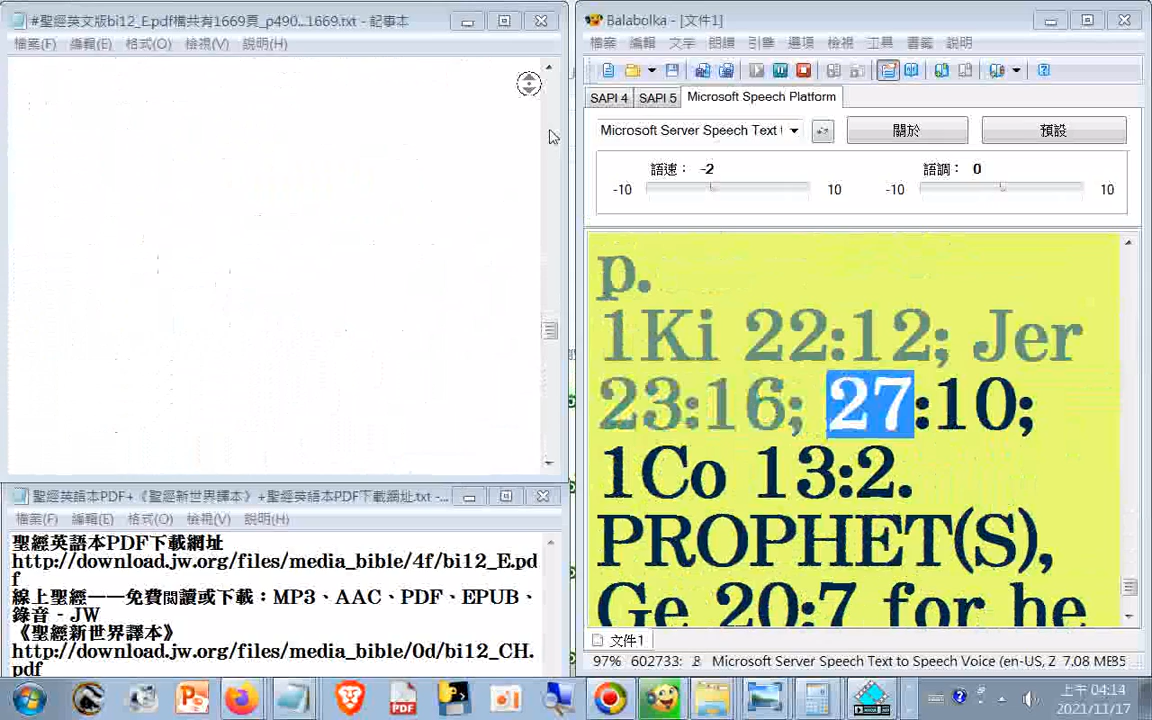 #聖經英文版bi12_E.pdf檔共有1669頁_p490...1669.txt - 記事本
檔案(F) 編輯(E) 格式(O) 檢視(V) 說明(H)
聖經英語本PDF+《聖經新世界譯本》+聖經英語本PDF下載網址.txt -...
檔案(F) 編輯(E) 格式(O) 檢視(V) 說明(H)
聖經英語本PDF下載網址
http://download.jw.org/files/media_bible/4f/bi12_E.pd
f
線上聖經——免費閱讀或下載：MP3、AAC、PDF、EPUB、
錄音 - JW
《聖經新世界譯本》
http://download.jw.org/files/media_bible/0d/bi12_CH.
pdf
Balabolka - [文件1]
檔案 編輯 文字 朗讀 引擎 選項 檢視 工具 書籤 說明
SAPI 4 SAPI 5 Microsoft Speech Platform
Microsoft Server Speech Text 關於 預設
語速： -2 語調： 0
-10 10 -10 10
p.
1Ki 22:12; Jer
23:16; 27:10;
1Co 13:2.
PROPHET(S),
Ge 20:7 for he
文件1
97% 602733: Microsoft Server Speech Text to Speech Voice (en-US, Z 7.08 MB
上午 04:14
2021/11/17